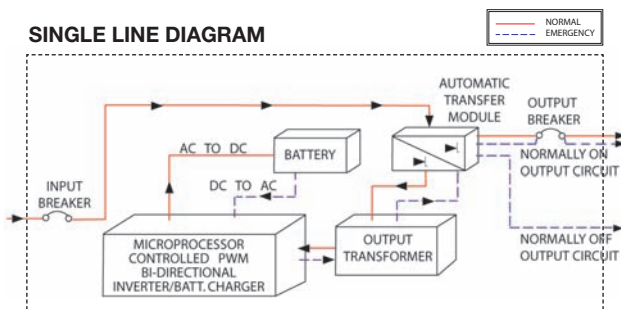 SINGLE LINE DIAGRAM
NORMAL
EMERGENCY
AUTOMATIC
TRANSFER
MODULE
OUTPUT
BREAKER
AC TO DC
BATTERY
DC TO AC
NORMALLY ON
OUTPUT CIRCUIT
INPUT
BREAKER
MICROPROCESSOR
CONTROLLED PWM
BI-DIRECTIONAL
INVERTER/BATT. CHARGER
OUTPUT
TRANSFORMER
NORMALLY OFF
OUTPUT CIRCUIT